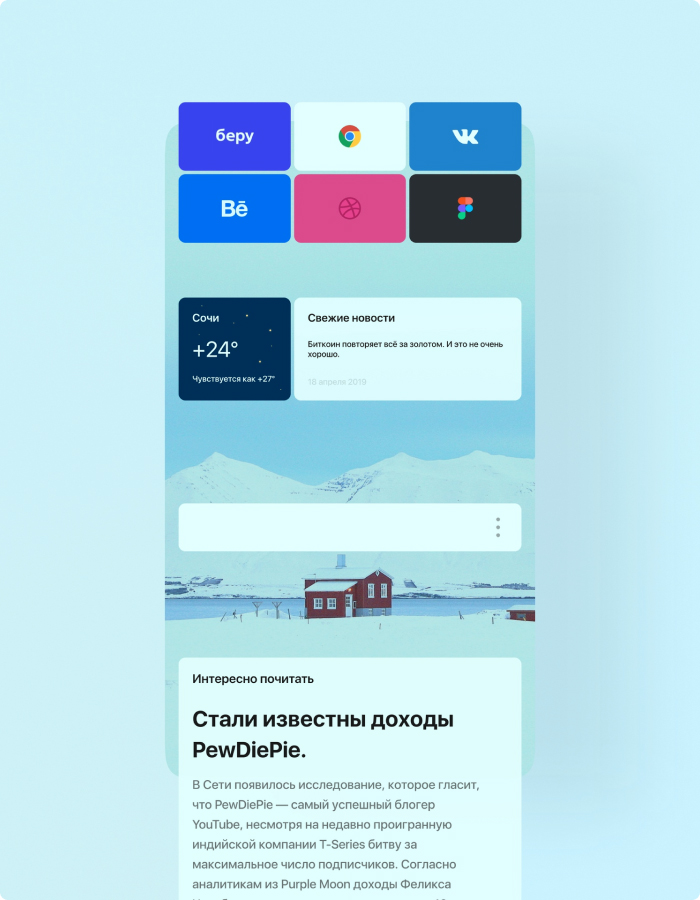 беру
Bē
Сочи
+24°
Чувствуется как +27°
Свежие новости
Биткоин повторяет всё за золотом. И это не очень
хорошо.
16 апреля 2019
Интересно почитать
Стали известны доходы
PewDiePie.
В Сети появилось исследование, которое гласит,
что PewDiePie — самый успешный блогер
YouTube, несмотря на недавно проигранную
индийской компании T-Series битву за
максимальное число подписчиков. Согласно
аналитикам из Purple Moon доходы Феликса